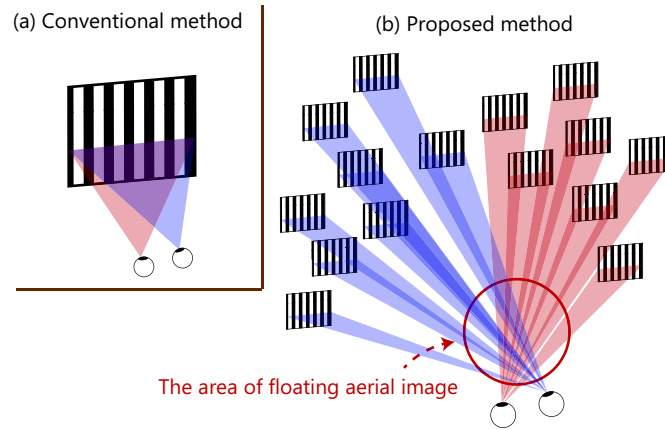 (a) Conventional method
(b) Proposed method
The area of floating aerial image